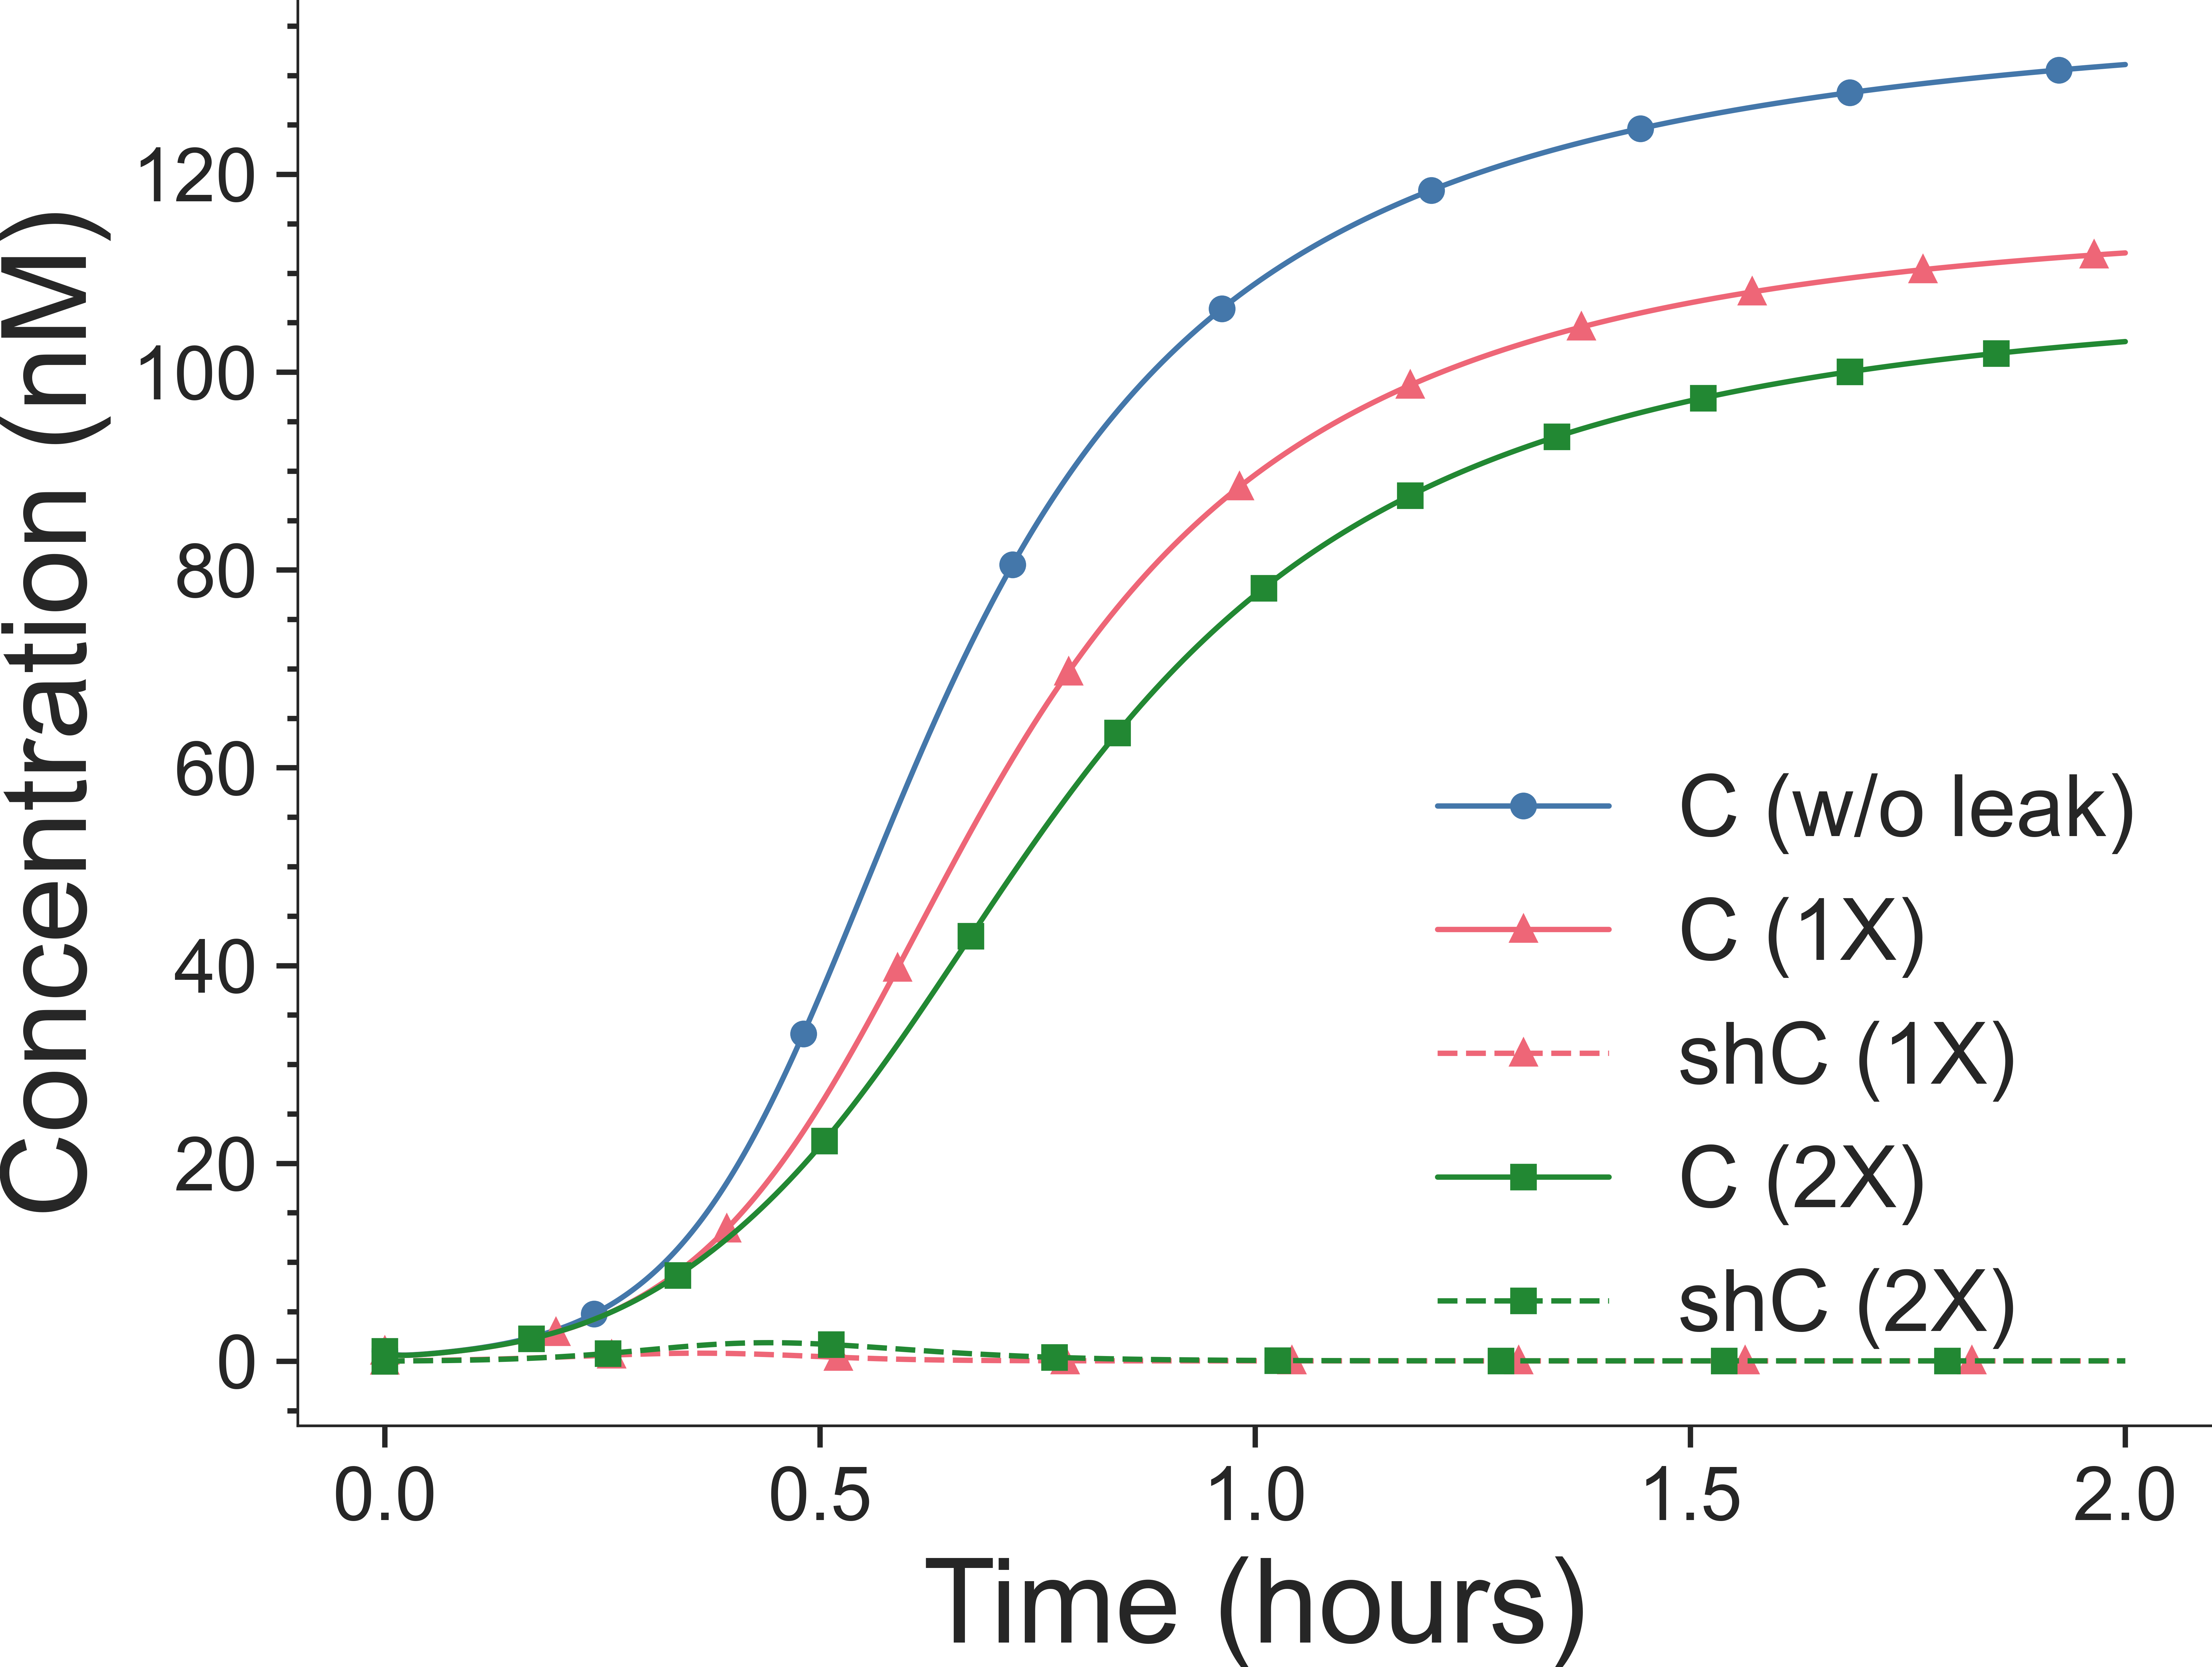 Concentration (nM)
120
100
80
60
40
20
0
C (w/o leak)
C (1X)
shC (1X)
C (2X)
shC (2X)
0.0
0.5
1.0
1.5
2.0
Time (hours)